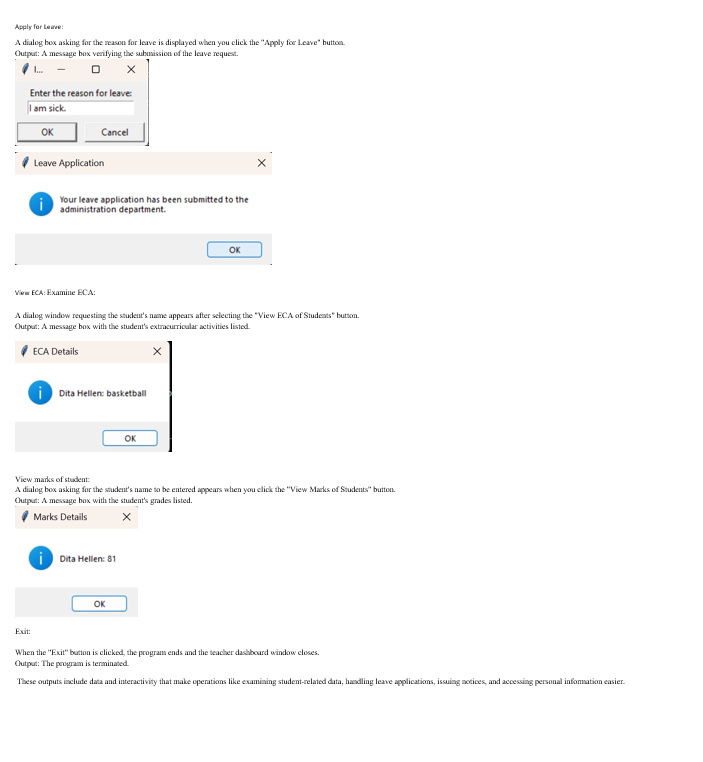 Apply for Leave:
A dialog box asking for the reason for leave is displayed when you click the "Apply for Leave" button.
Output: A message box verifying the submission of the leave request.
I...
Enter the reason for leave:
I am sick.
OK Cancel
Leave Application
Your leave application has been submitted to the
administration department.
OK
View ECA: Examine ECA:
A dialog window requesting the student's name appears after selecting the "View ECA of Students" button.
Output: A message box with the student's extracurricular activities listed.
ECA Details
Dita Hellen: basketball
OK
View marks of student:
A dialog box asking for the student's name to be entered appears when you click the "View Marks of Students" button.
Output: A message box with the student's grades listed.
Marks Details
Dita Hellen: 81
OK
Exit:
When the "Exit" button is clicked, the program ends and the teacher dashboard window closes.
Output: The program is terminated.
These outputs include data and interactivity that make operations like examining student-related data, handling leave applications, issuing notices, and accessing personal information easier.